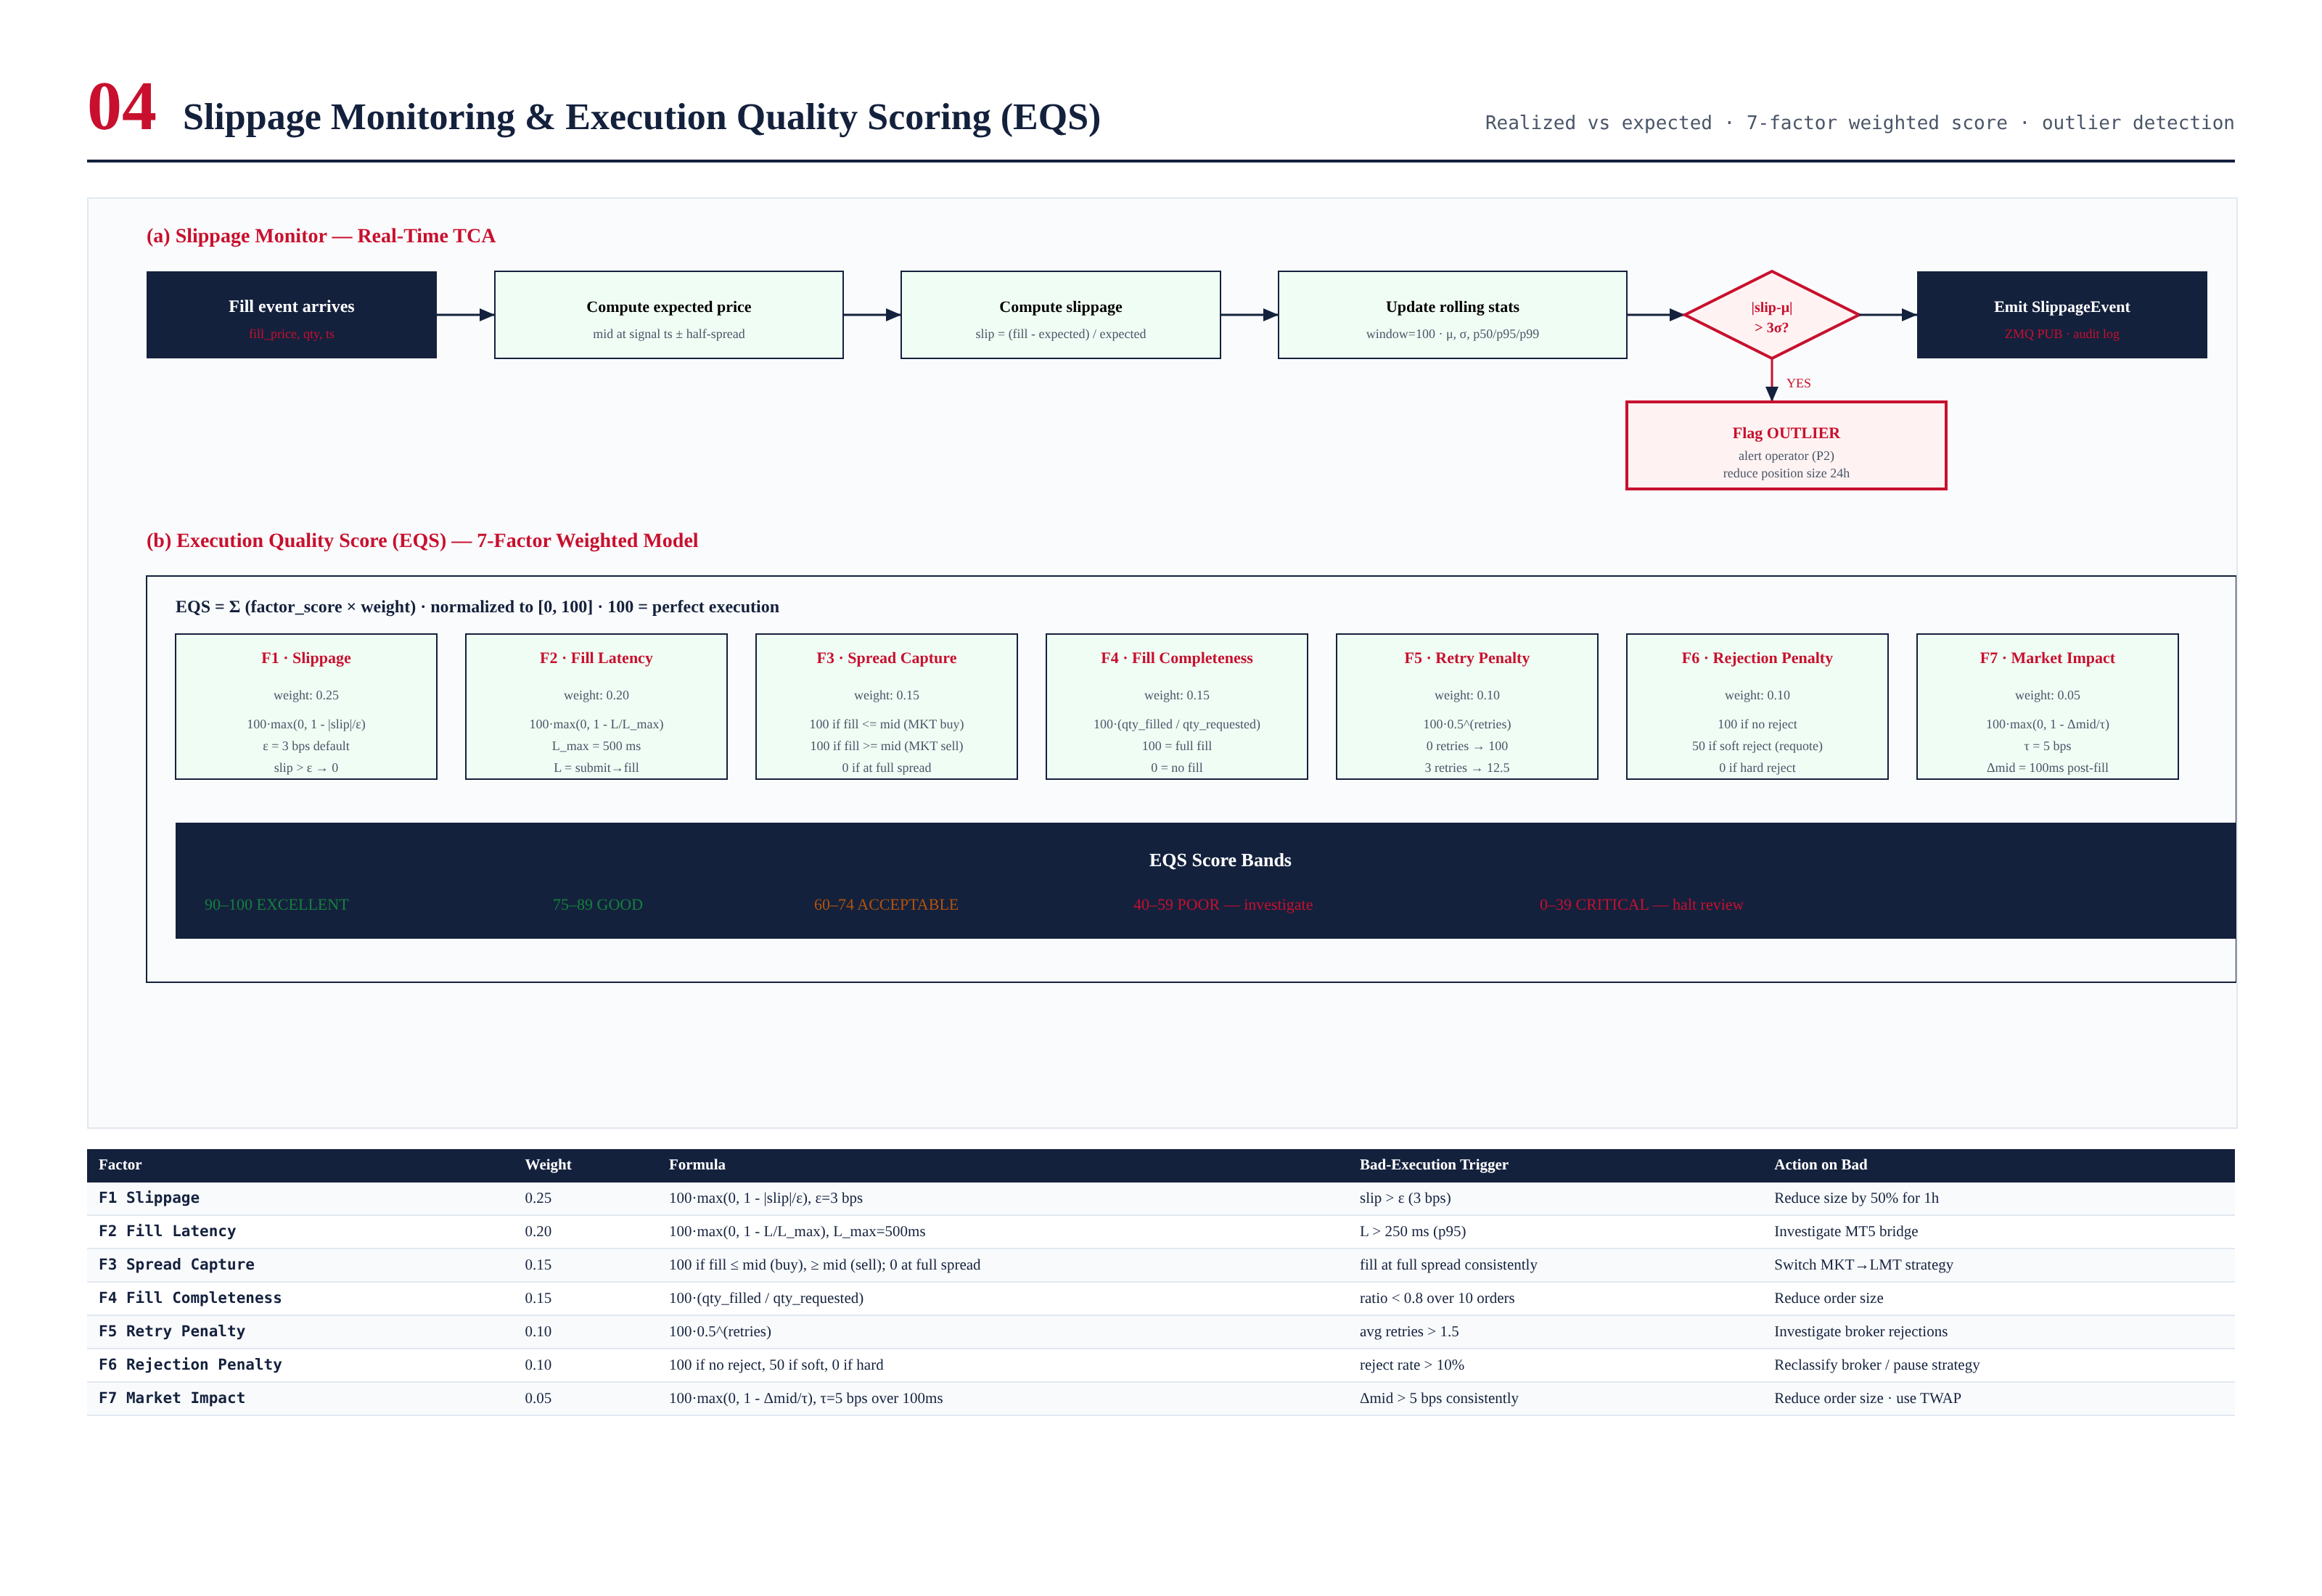 04 Slippage Monitoring & Execution Quality Scoring (EQS)
Realized vs expected · 7-factor weighted score · outlier detection
(a) Slippage Monitor — Real-Time TCA
Fill event arrives
fill_price, qty, ts
Compute expected price
mid at signal ts ± half-spread
Compute slippage
slip = (fill - expected) / expected
Update rolling stats
window=100 · μ, σ, p50/p95/p99
|slip-μ|
> 3σ?
Emit SlippageEvent
ZMQ PUB · audit log
YES
Flag OUTLIER
alert operator (P2)
reduce position size 24h
(b) Execution Quality Score (EQS) — 7-Factor Weighted Model
EQS = Σ (factor_score × weight) · normalized to [0, 100] · 100 = perfect execution
F1 · Slippage
weight: 0.25
100·max(0, 1 - |slip|/ε)
ε = 3 bps default
slip > ε → 0
F2 · Fill Latency
weight: 0.20
100·max(0, 1 - L/L_max)
L_max = 500 ms
L = submit→fill
F3 · Spread Capture
weight: 0.15
100 if fill <= mid (MKT buy)
100 if fill >= mid (MKT sell)
0 if at full spread
F4 · Fill Completeness
weight: 0.15
100·(qty_filled / qty_requested)
100 = full fill
0 = no fill
F5 · Retry Penalty
weight: 0.10
100·0.5^(retries)
0 retries → 100
3 retries → 12.5
F6 · Rejection Penalty
weight: 0.10
100 if no reject
50 if soft reject (requote)
0 if hard reject
F7 · Market Impact
weight: 0.05
100·max(0, 1 - Δmid/τ)
τ = 5 bps
Δmid = 100ms post-fill
EQS Score Bands
90–100 EXCELLENT 75–89 GOOD 60–74 ACCEPTABLE 40–59 POOR — investigate 0–39 CRITICAL — halt review
Factor Weight Formula Bad-Execution Trigger Action on Bad
F1 Slippage 0.25 100·max(0, 1 - |slip|/ε), ε=3 bps slip > ε (3 bps) Reduce size by 50% for 1h
F2 Fill Latency 0.20 100·max(0, 1 - L/L_max), L_max=500ms L > 250 ms (p95) Investigate MT5 bridge
F3 Spread Capture 0.15 100 if fill ≤ mid (buy), ≥ mid (sell); 0 at full spread fill at full spread consistently Switch MKT→LMT strategy
F4 Fill Completeness 0.15 100·(qty_filled / qty_requested) ratio < 0.8 over 10 orders Reduce order size
F5 Retry Penalty 0.10 100·0.5^(retries) avg retries > 1.5 Investigate broker rejections
F6 Rejection Penalty 0.10 100 if no reject, 50 if soft, 0 if hard reject rate > 10% Reclassify broker / pause strategy
F7 Market Impact 0.05 100·max(0, 1 - Δmid/τ), τ=5 bps over 100ms Δmid > 5 bps consistently Reduce order size · use TWAP